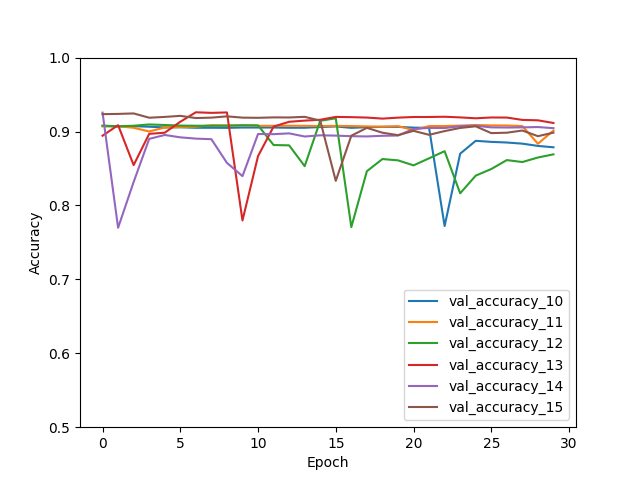 1.0
0.9
0.8
0.7
0.6
0.5
Accuracy
0
5
10
15
20
25
30
Epoch
val_accuracy_10
val_accuracy_11
val_accuracy_12
val_accuracy_13
val_accuracy_14
val_accuracy_15